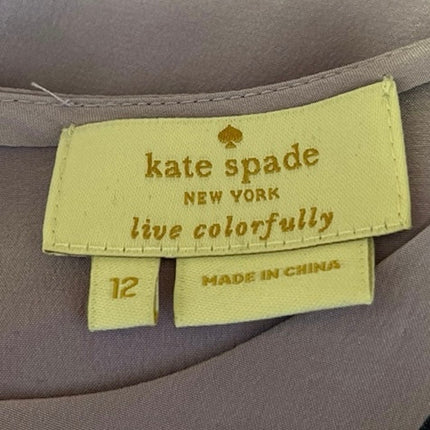 kate spade
NEW YORK
live colorfully
12
MADE IN CHINA